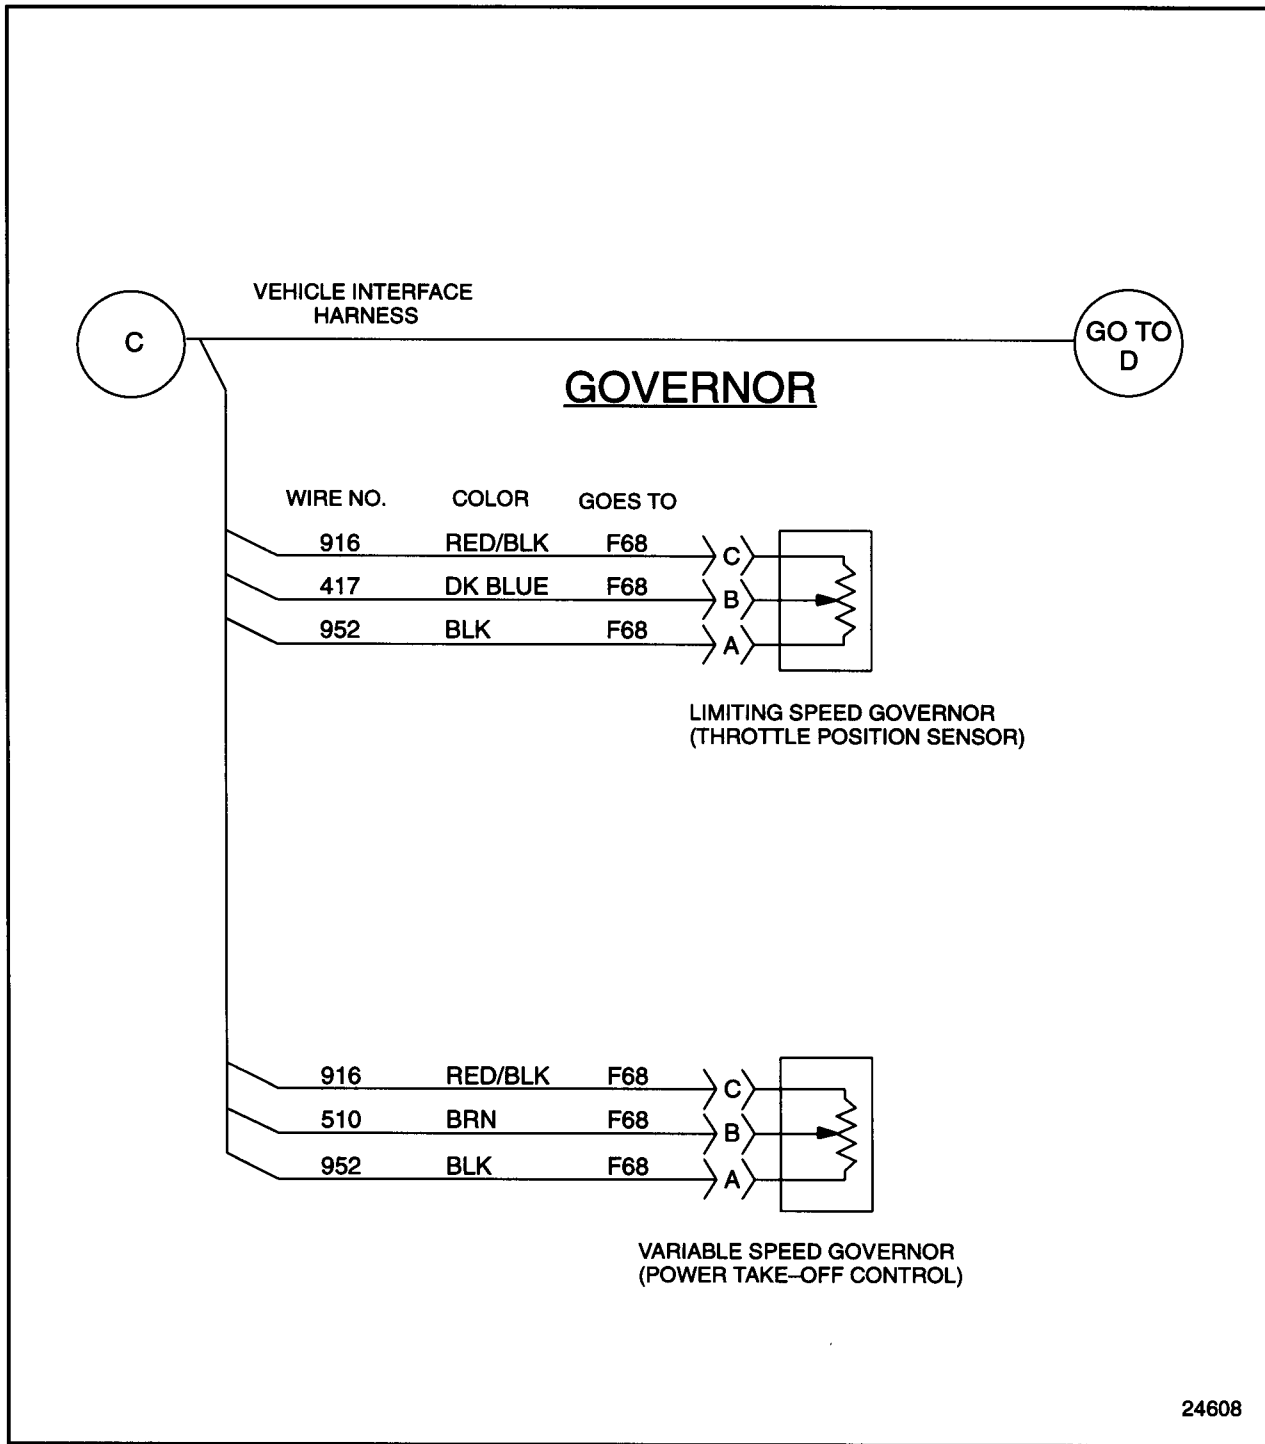 VEHICLE INTERFACE
HARNESS
C
GO TO
D
GOVERNOR
WIRE NO. COLOR GOES TO
916 RED/BLK F68 C
417 DK BLUE F68 B
952 BLK F68 A
LIMITING SPEED GOVERNOR
(THROTTLE POSITION SENSOR)
916 RED/BLK F68 C
510 BRN F68 B
952 BLK F68 A
VARIABLE SPEED GOVERNOR
(POWER TAKE–OFF CONTROL)
24608